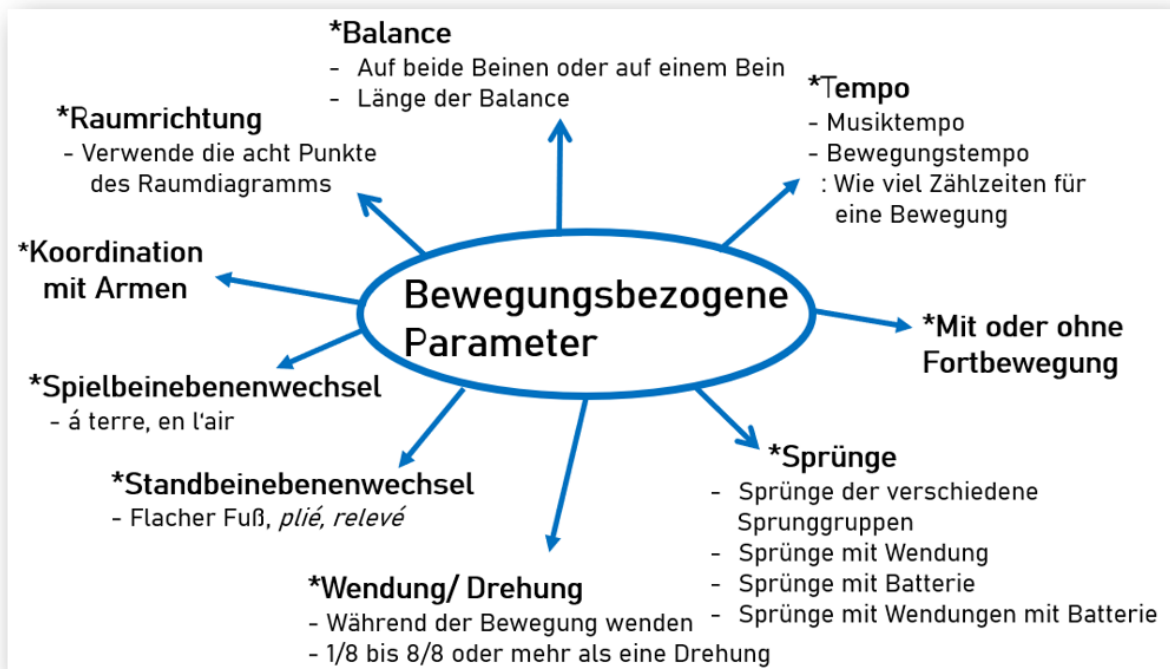 *Balance
- Auf beide Beinen oder auf einem Bein
- Länge der Balance
*Tempo
- Musiktempo
- Bewegungstempo
: Wie viel Zählzeiten für
eine Bewegung
*Raumrichtung
- Verwende die acht Punkte
des Raumdiagramms
*Koordination
mit Armen
Bewegungsbezogene
Parameter
*Mit oder ohne
Fortbewegung
*Spielbeinebenenwechsel
- á terre, en l'air
*Standbeinebenenwechsel
- Flacher Fuß, plié, relevé
*Sprünge
- Sprünge der verschiedene
Sprunggruppen
- Sprünge mit Wendung
- Sprünge mit Batterie
- Sprünge mit Wendungen mit Batterie
*Wendung/ Drehung
- Während der Bewegung wenden
- 1/8 bis 8/8 oder mehr als eine Drehung